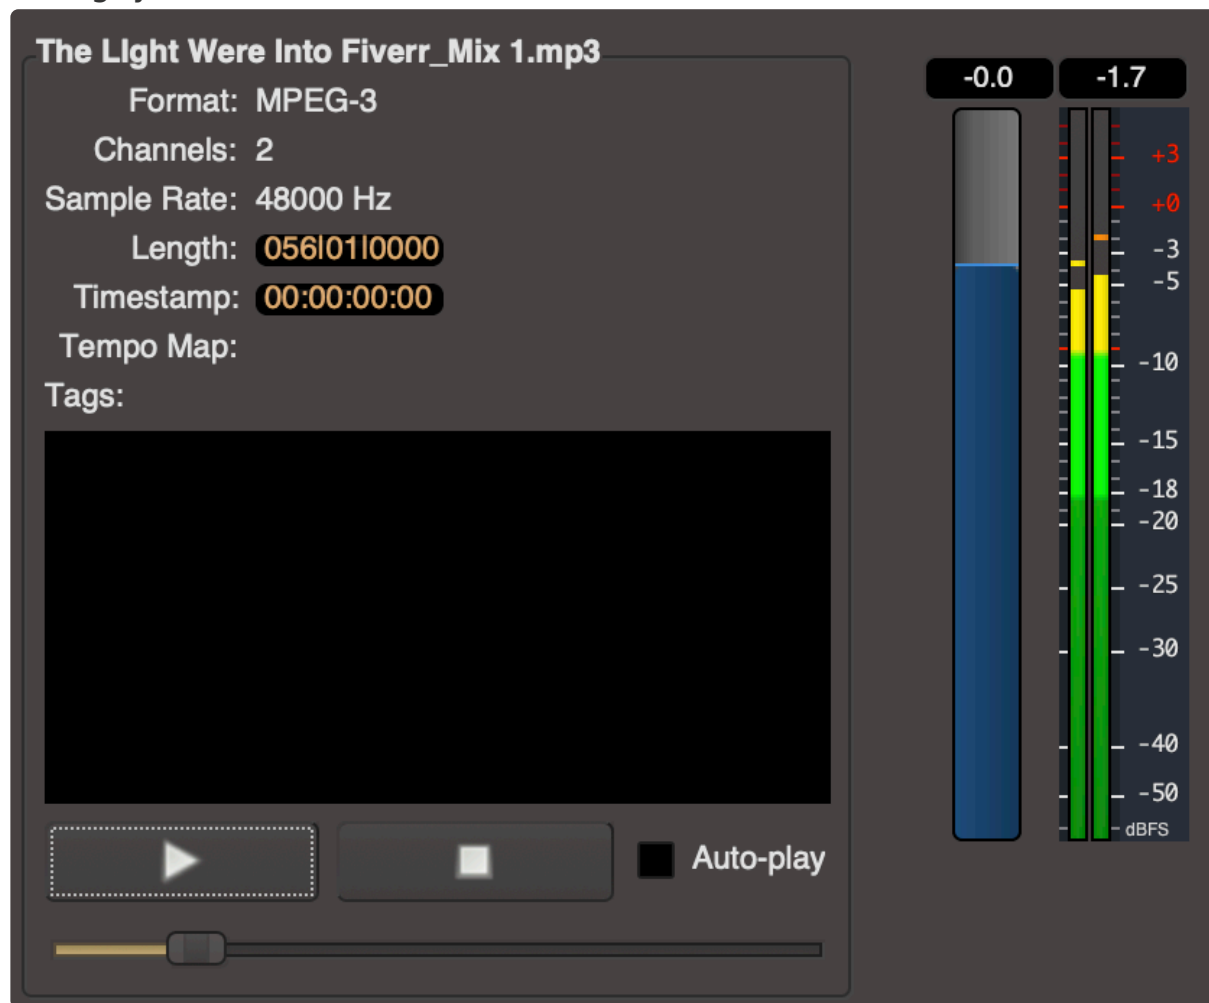 The LIght Were Into Fiverr_Mix 1.mp3
Format: MPEG-3
Channels: 2
Sample Rate: 48000 Hz
Length: 056|01|0000
Timestamp: 00:00:00:00
Tempo Map:
Tags:
Auto-play
-0.0 -1.7
+3
+0
-3
-5
-10
-15
-18
-20
-25
-30
-40
-50
dBFS